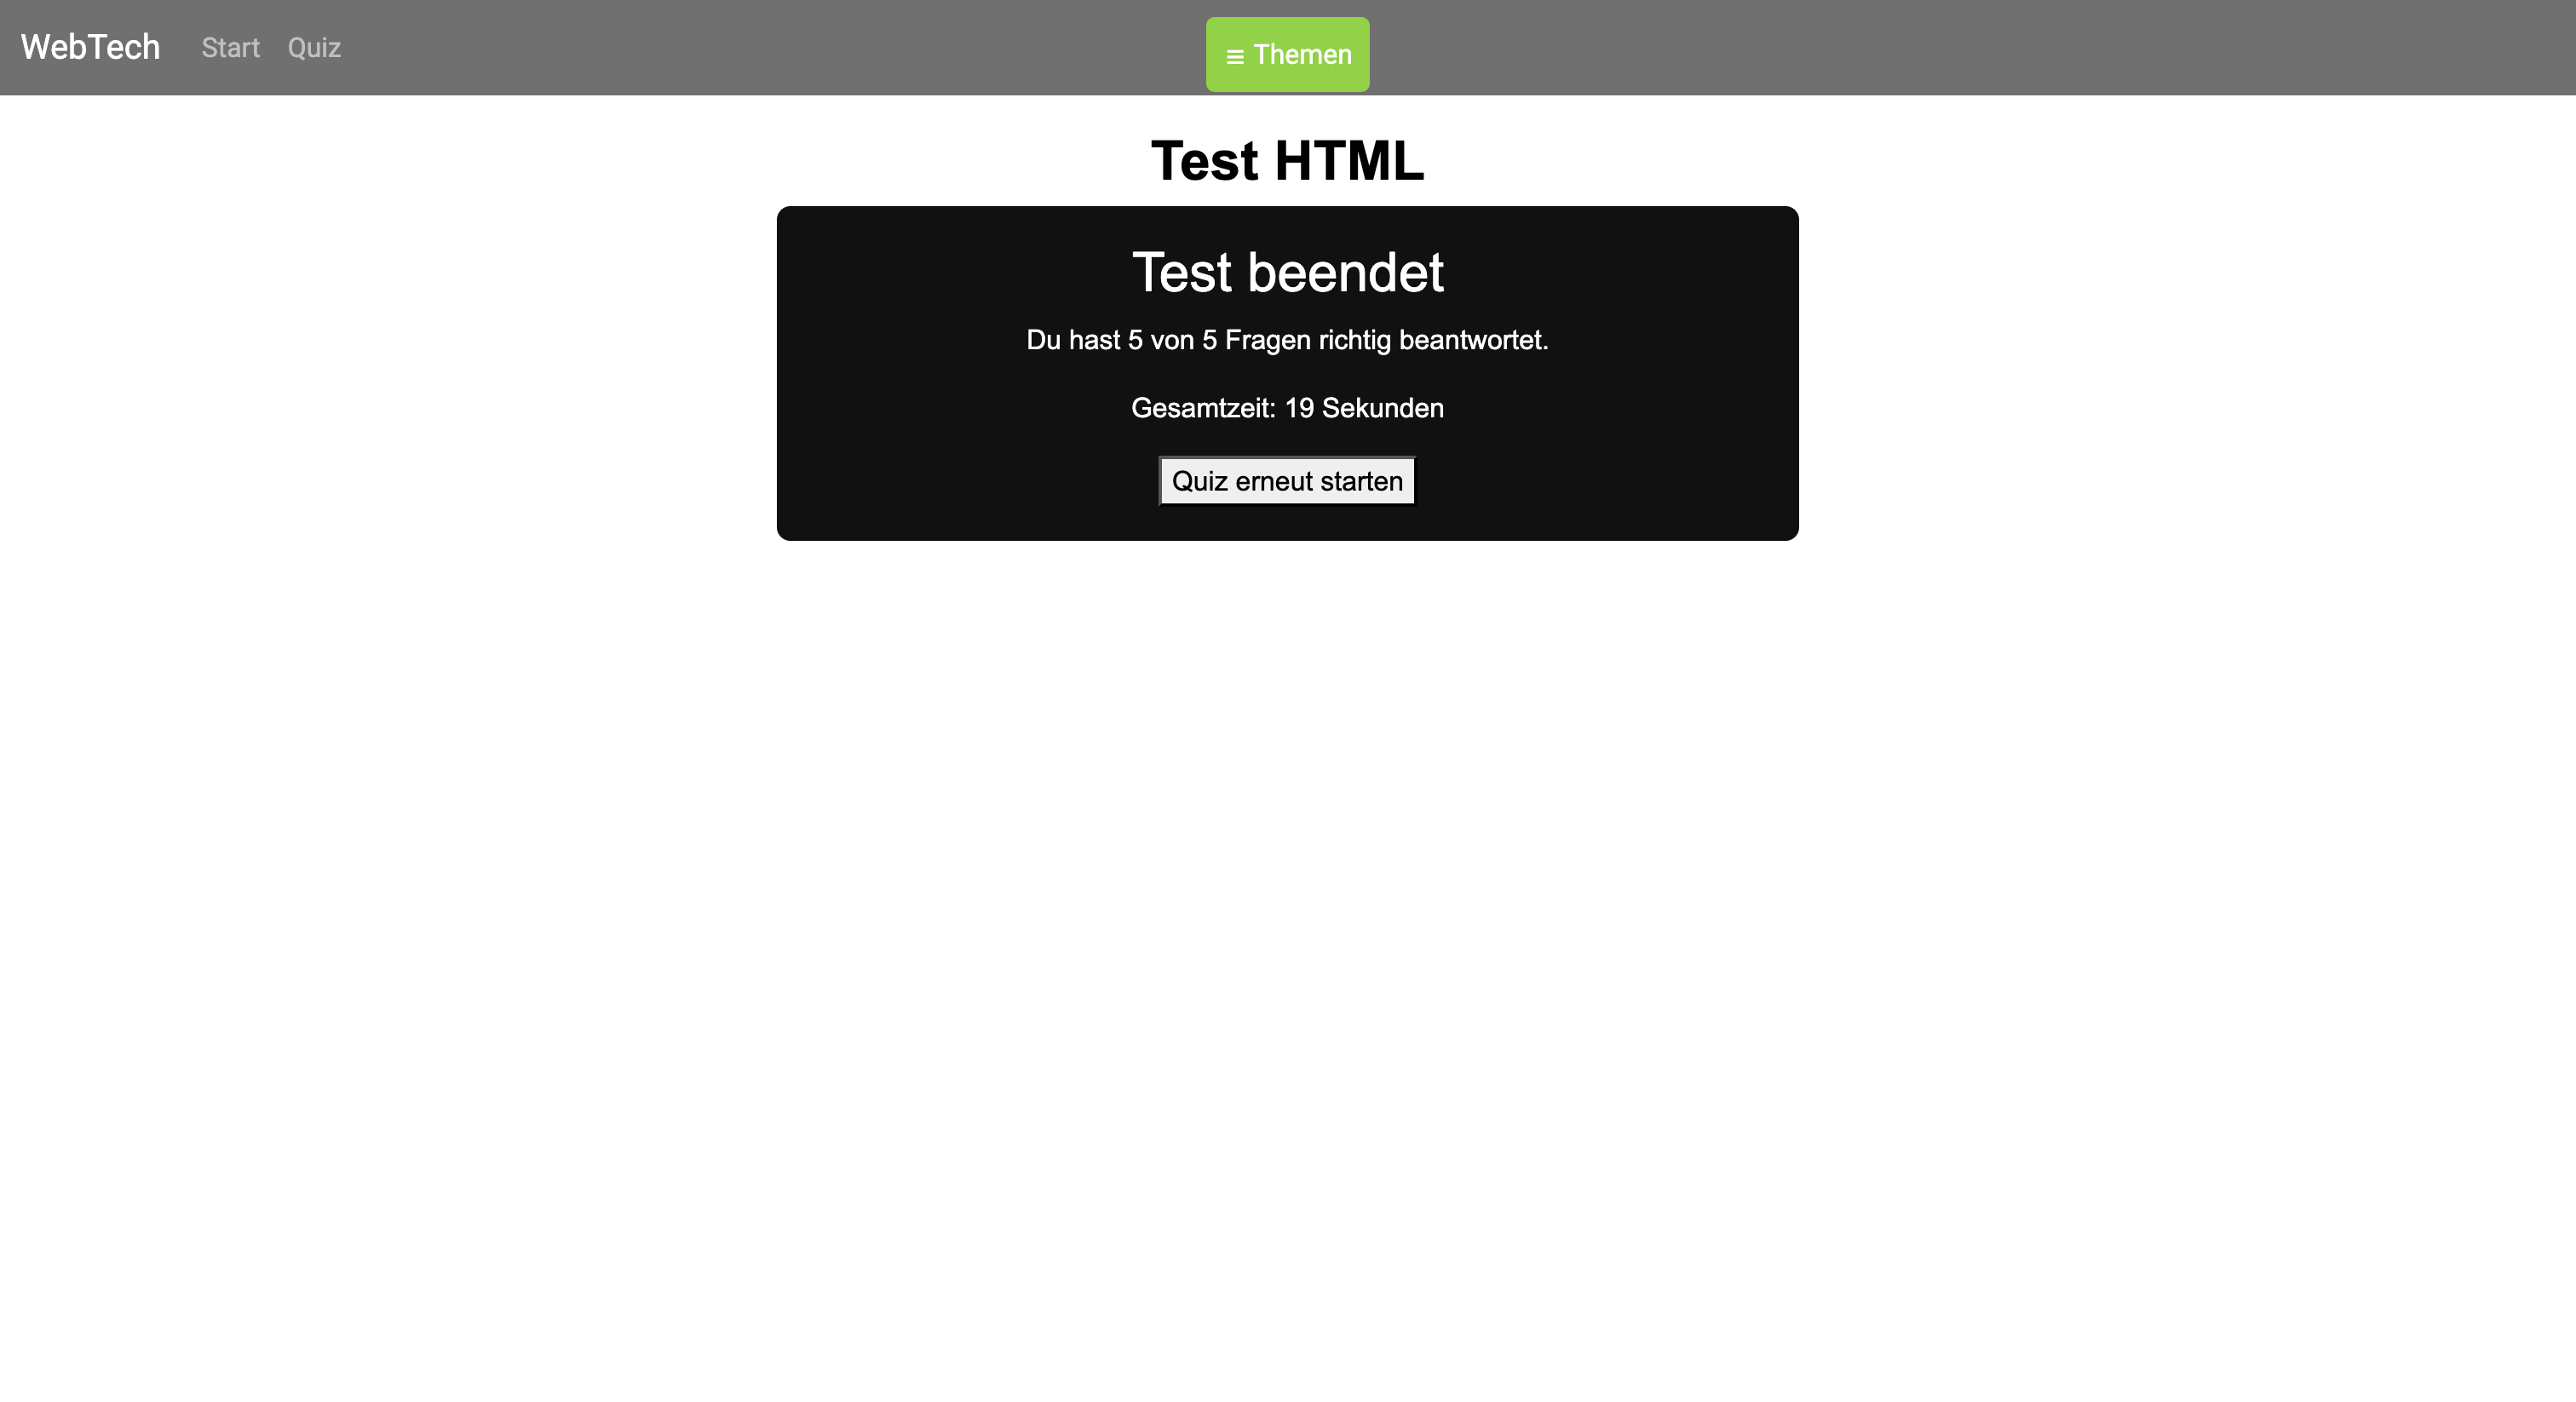 WebTech Start Quiz ≡ Themen
Test HTML
Test beendet
Du hast 5 von 5 Fragen richtig beantwortet.
Gesamtzeit: 19 Sekunden
Quiz erneut starten